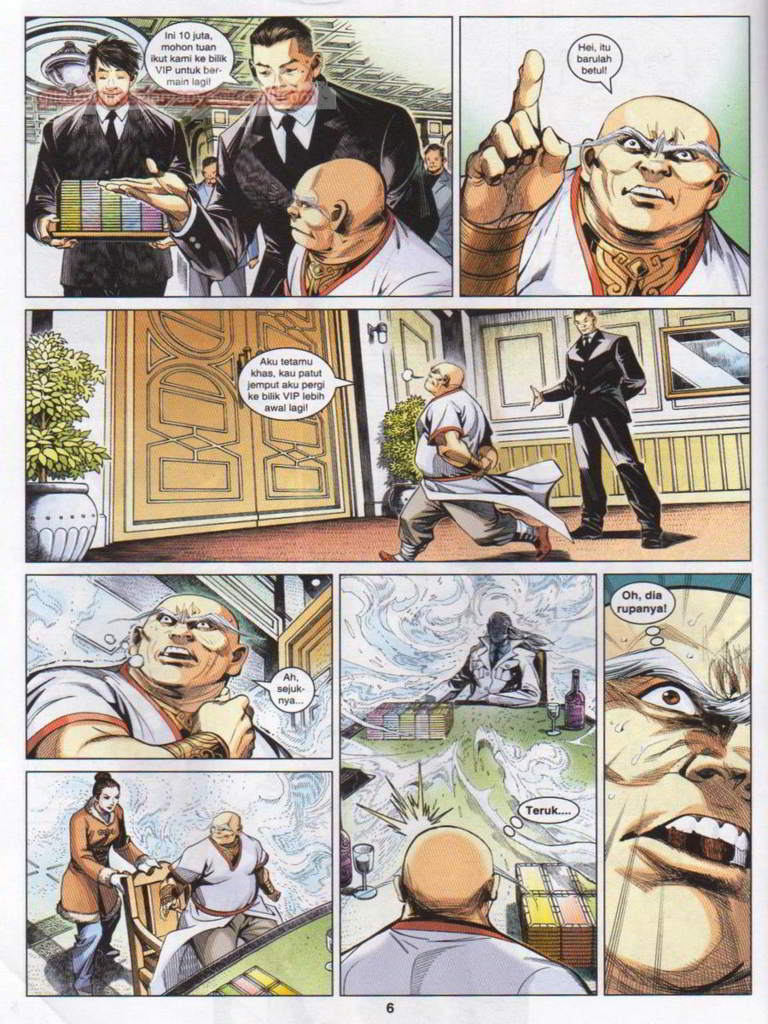 Ini 10 juta,
mohon tuan
ikut kami ke bilik
VIP untuk ber-
main lagi!
Hei, itu
barulah
betul!
Aku tetamu
khas, kau patut
jemput aku pergi
ke bilik VIP lebih
awal lagi!
Ah,
sejuk-
nya...
Teruk....
Oh, dia
rupanya!
6